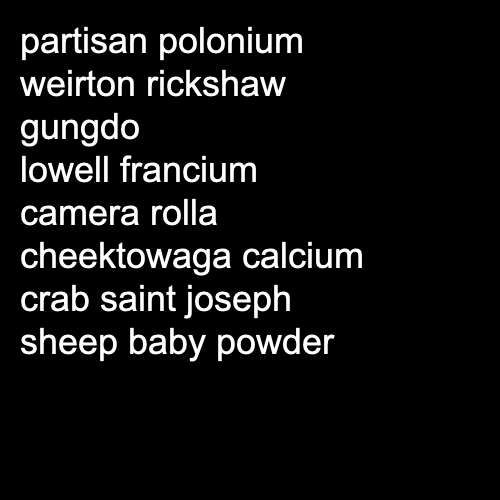 partisan polonium
weirton rickshaw
gungdo
lowell francium
camera rolla
cheektowaga calcium
crab saint joseph
sheep baby powder